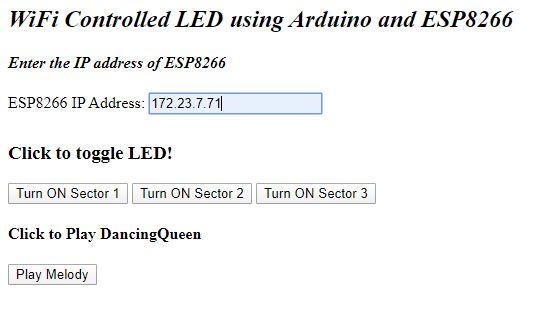 WiFi Controlled LED using Arduino and ESP8266
Enter the IP address of ESP8266
ESP8266 IP Address: 172.23.7.71
Click to toggle LED!
Turn ON Sector 1 Turn ON Sector 2 Turn ON Sector 3
Click to Play DancingQueen
Play Melody